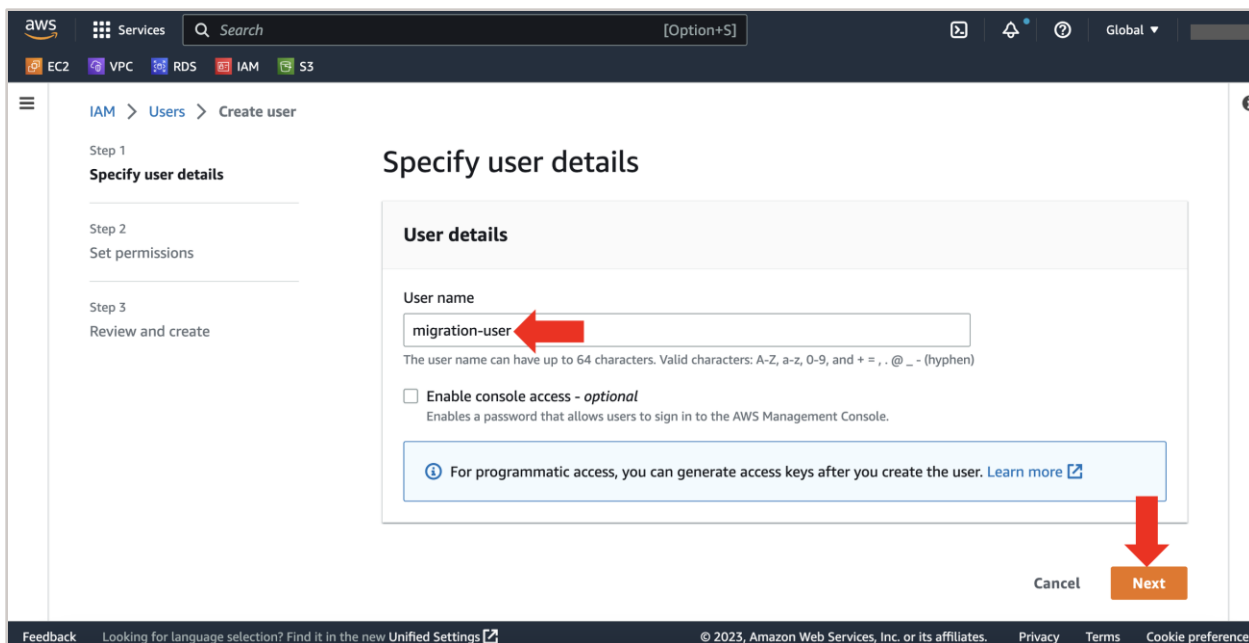 aws
Services
Search
[Option+S]
Global
EC2 VPC RDS IAM S3
IAM > Users > Create user
Step 1
Specify user details
Step 2
Set permissions
Step 3
Review and create
Specify user details
User details
User name
migration-user
The user name can have up to 64 characters. Valid characters: A-Z, a-z, 0-9, and + = , . @ _ - (hyphen)
Enable console access - optional
Enables a password that allows users to sign in to the AWS Management Console.
For programmatic access, you can generate access keys after you create the user. Learn more
Cancel Next
Feedback Looking for language selection? Find it in the new Unified Settings © 2023, Amazon Web Services, Inc. or its affiliates. Privacy Terms Cookie preference